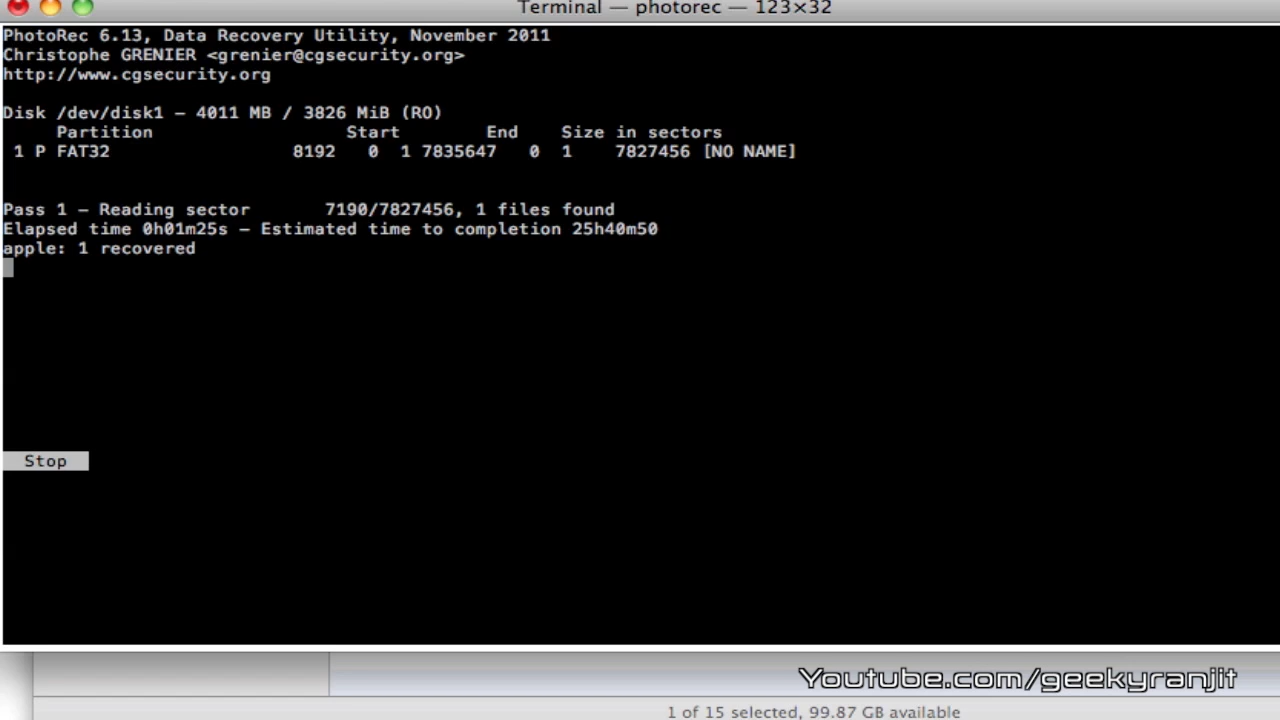 Terminal — photorec — 123×32
PhotoRec 6.13, Data Recovery Utility, November 2011
Christophe GRENIER <grenier@cgsecurity.org>
http://www.cgsecurity.org
Disk /dev/disk1 – 4011 MB / 3826 MiB (RO)
Partition Start End Size in sectors
1 P FAT32 8192 0 1 7835647 0 1 7827456 [NO NAME]
Pass 1 – Reading sector 7190/7827456, 1 files found
Elapsed time 0h01m25s – Estimated time to completion 25h40m50
apple: 1 recovered
Stop
Youtube.com/geekyranjit
1 of 15 selected, 99.87 GB available